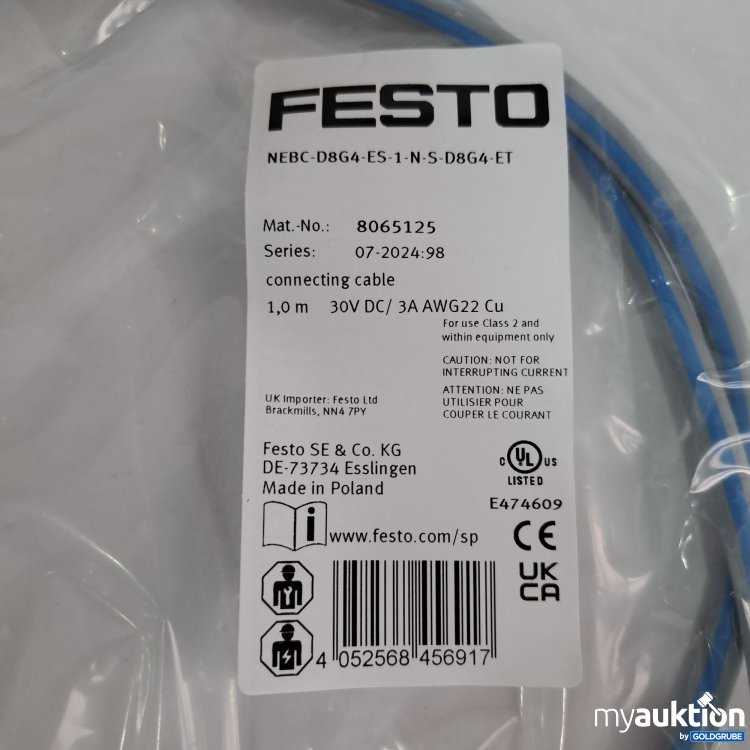 FESTO
NEBC-D8G4-ES-1-N-S-D8G4-ET
Mat.-No.: 8065125
Series: 07-2024:98
connecting cable
1,0 m 30V DC/ 3A AWG22 Cu
For use Class 2 and
within equipment only
CAUTION: NOT FOR
INTERRUPTING CURRENT
ATTENTION: NE PAS
UTILISIER POUR
COUPER LE COURANT
UK Importer: Festo Ltd
Brackmills, NN4 7PY
Festo SE & Co. KG
DE-73734 Esslingen
Made in Poland
C UL US
LISTED
E474609
i www.festo.com/sp
CE
UK
CA
4 052568 456917
myauktion
by GOLDGRUBE